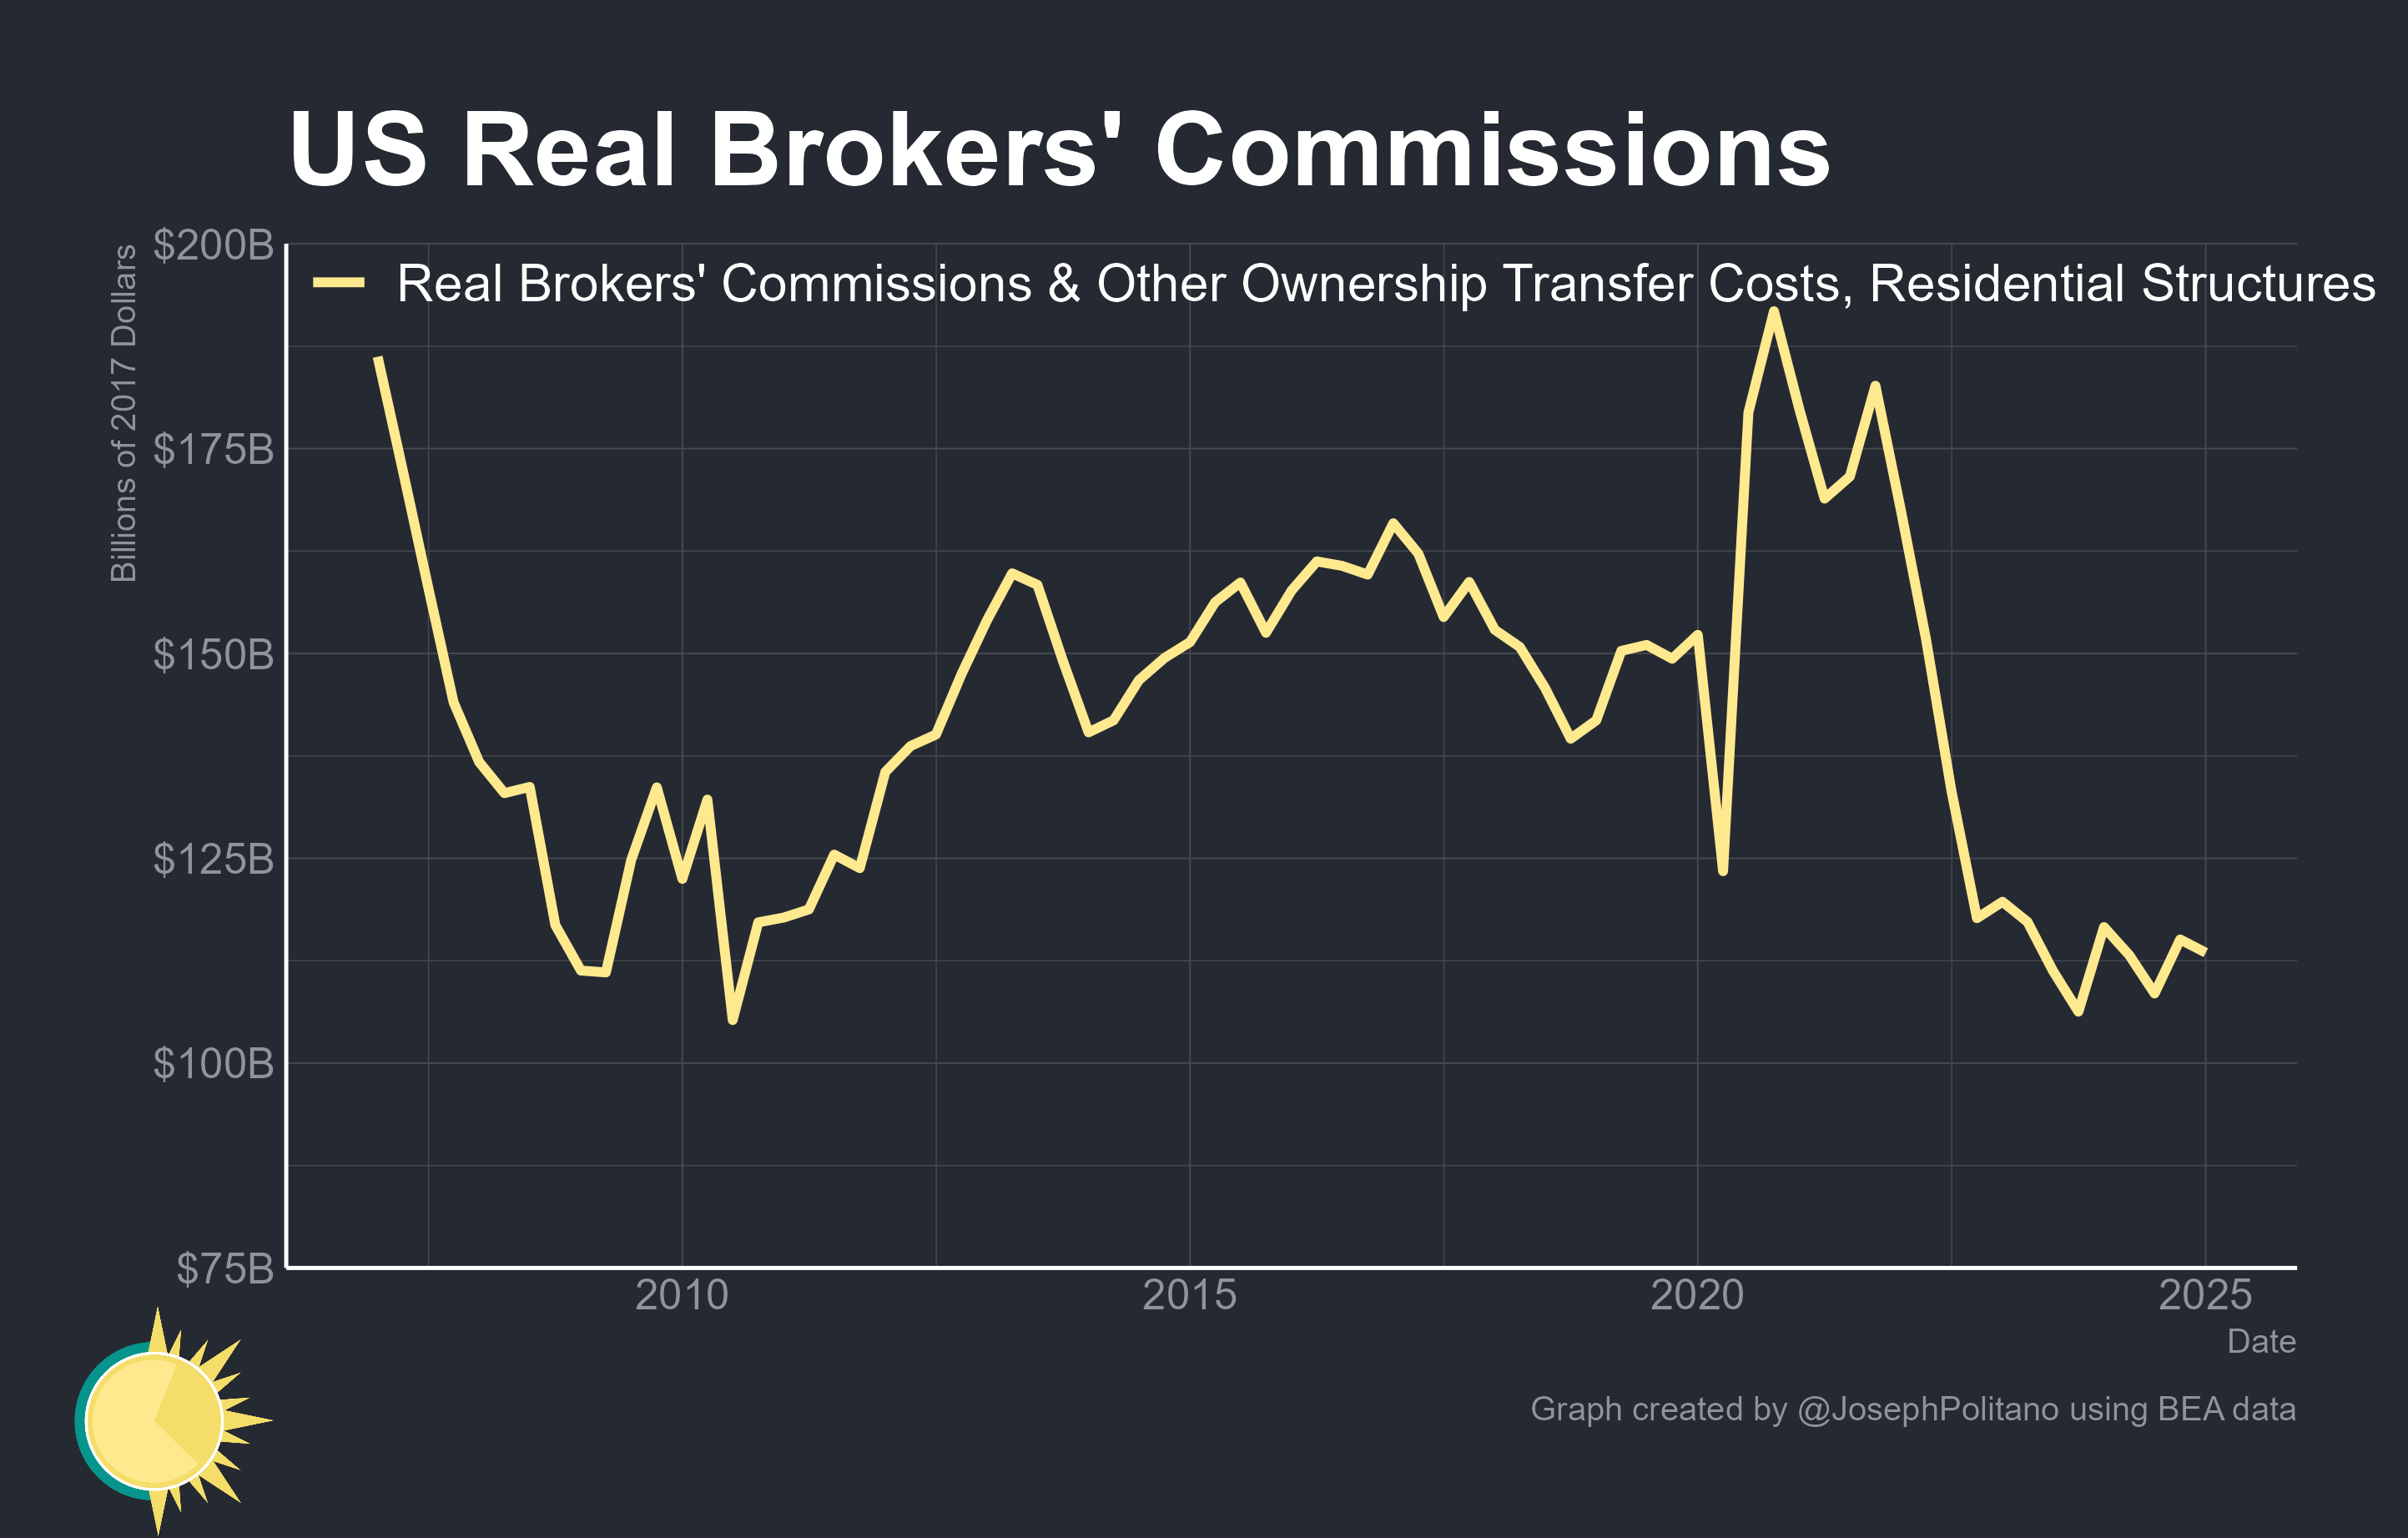 US Real Brokers' Commissions
Billions of 2017 Dollars
$200B
Real Brokers' Commissions & Other Ownership Transfer Costs, Residential Structures
$175B
$150B
$125B
$100B
$75B
2010 2015 2020 2025
Date
Graph created by @JosephPolitano using BEA data